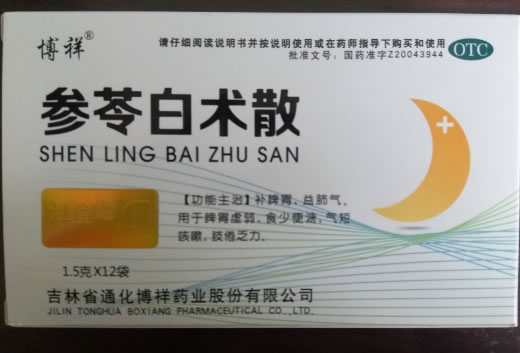 博祥®
请仔细阅读说明书并按说明使用或在药师指导下购买和使用
批准文号：国药准字Z20043944
OTC
参苓白术散
SHEN LING BAI ZHU SAN
【功能主治】补脾胃，益肺气。
用于脾胃虚弱，食少便溏，气短
咳嗽，肢倦乏力。
1.5克X12袋
吉林省通化博祥药业股份有限公司
JILIN TONGHUA BOXIANG PHARMACEUTICAL CO.,LTD.